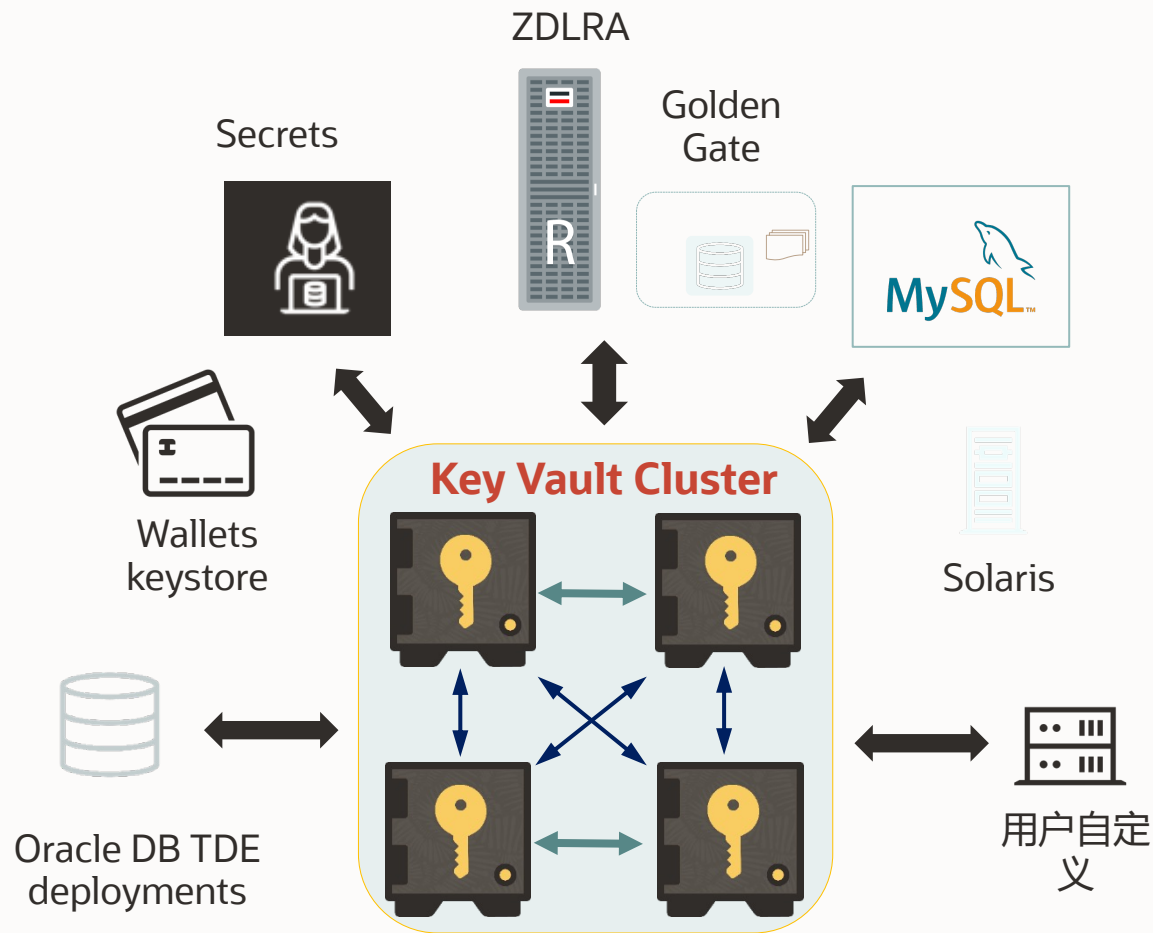 ZDLRA
Golden
Gate
Secrets
R
MySQL™
Key Vault Cluster
Wallets
keystore
Solaris
Oracle DB TDE
deployments
用户自定
义